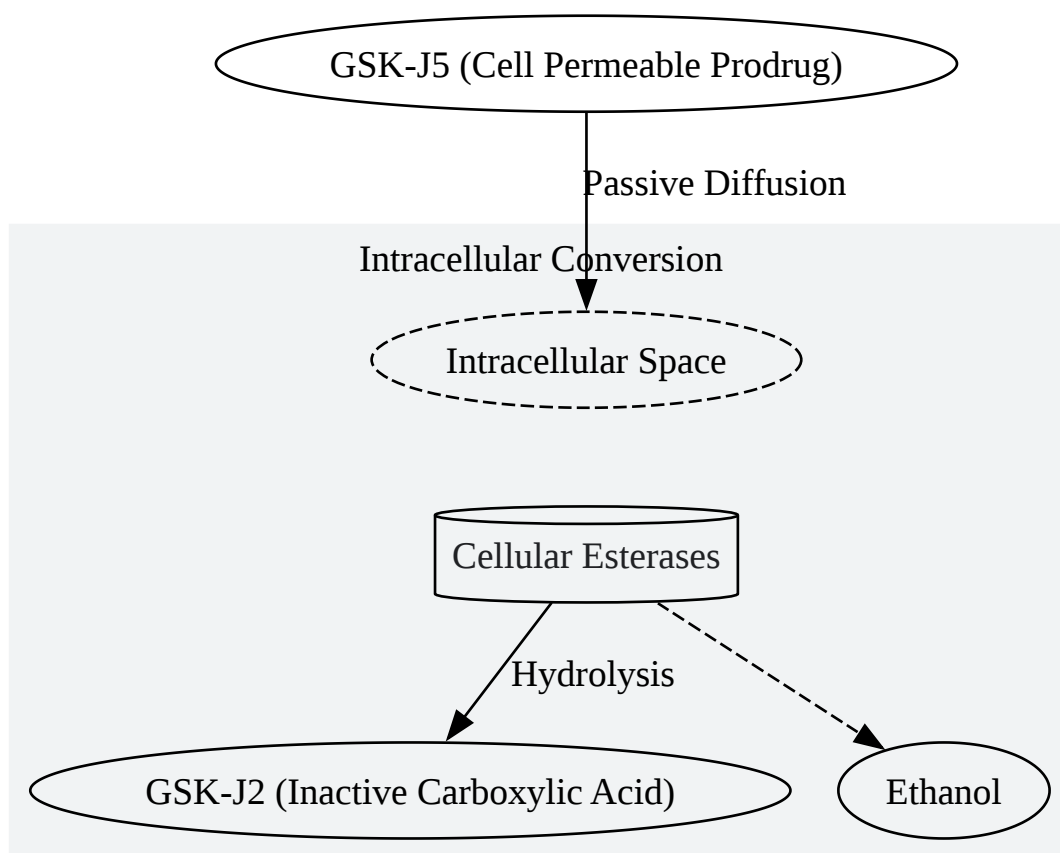 GSK-J5 (Cell Permeable Prodrug)
Passive Diffusion
Intracellular Conversion
Intracellular Space
Cellular Esterases
Hydrolysis
GSK-J2 (Inactive Carboxylic Acid)
Ethanol